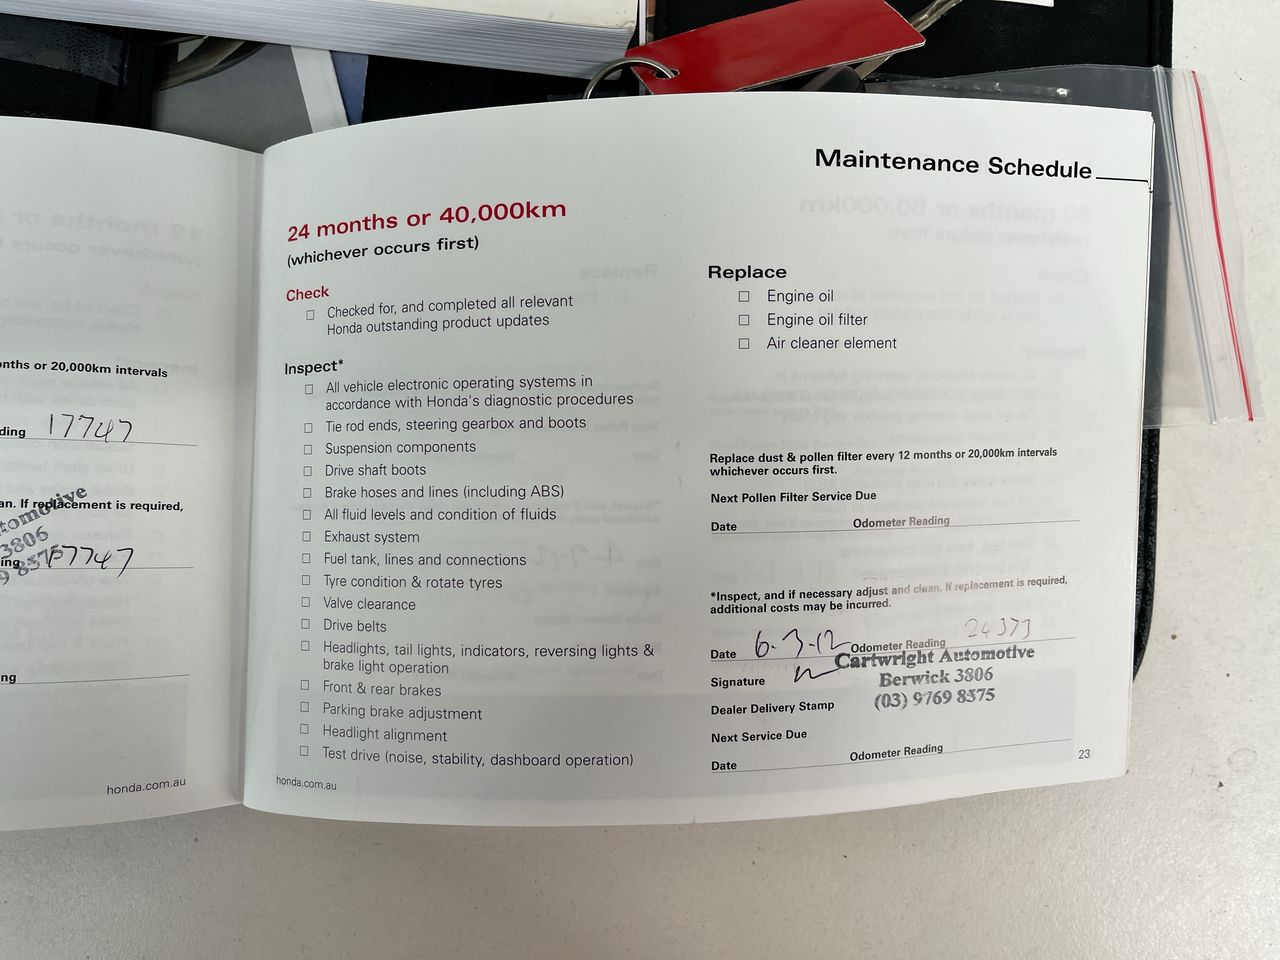 onths or 20,000km intervals
ding 17747
an. If replacement is required,
tomotive
3806
ing 17747
9 8375
ng
honda.com.au
Maintenance Schedule
24 months or 40,000km
(whichever occurs first)
Check
Checked for, and completed all relevant
Honda outstanding product updates
Inspect*
All vehicle electronic operating systems in
accordance with Honda's diagnostic procedures
Tie rod ends, steering gearbox and boots
Suspension components
Drive shaft boots
Brake hoses and lines (including ABS)
All fluid levels and condition of fluids
Exhaust system
Fuel tank, lines and connections
Tyre condition & rotate tyres
Valve clearance
Drive belts
Headlights, tail lights, indicators, reversing lights &
brake light operation
Front & rear brakes
Parking brake adjustment
Headlight alignment
Test drive (noise, stability, dashboard operation)
honda.com.au
Replace
Engine oil
Engine oil filter
Air cleaner element
Replace dust & pollen filter every 12 months or 20,000km intervals
whichever occurs first.
Next Pollen Filter Service Due
Date Odometer Reading
*Inspect, and if necessary adjust and clean. If replacement is required,
additional costs may be incurred.
Date 6-3-12 Odometer Reading 24373
Cartwright Automotive
Signature
Berwick 3806
(03) 9769 8375
Dealer Delivery Stamp
Next Service Due
Date Odometer Reading
23